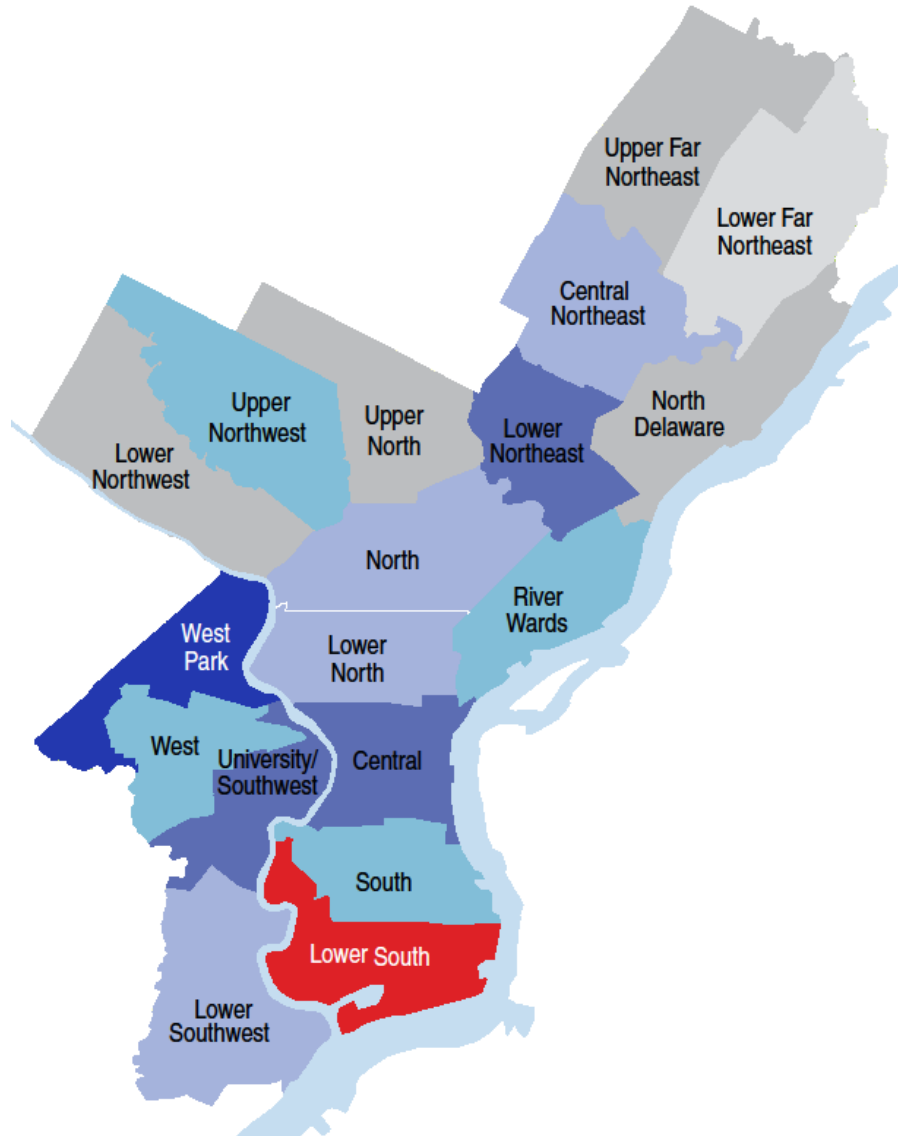 Upper Far
Northeast
Lower Far
Northeast
Central
Northeast
North
Delaware
Upper
Northwest
Upper
North
Lower
Northeast
Lower
Northwest
North
River
Wards
West
Park
Lower
North
West
University/
Southwest
Central
South
Lower South
Lower
Southwest